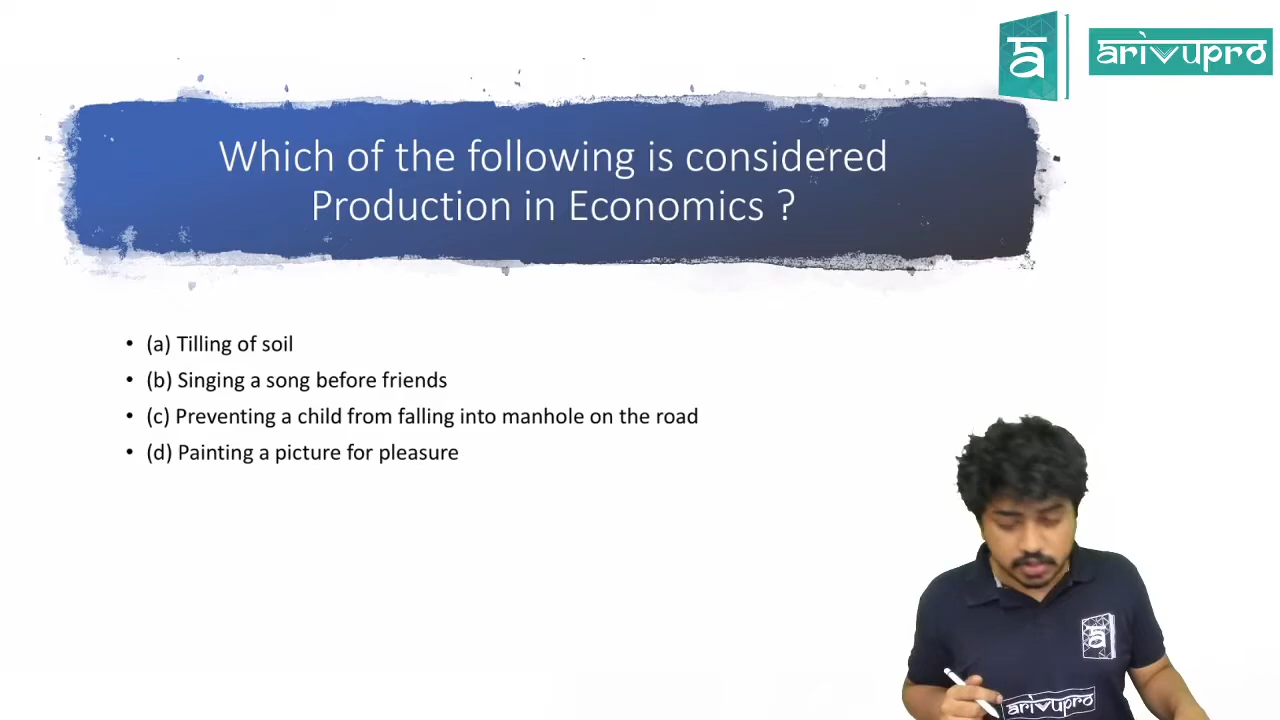 a arivupro
Which of the following is considered
Production in Economics ?
• (a) Tilling of soil
• (b) Singing a song before friends
• (c) Preventing a child from falling into manhole on the road
• (d) Painting a picture for pleasure
a
arivupro